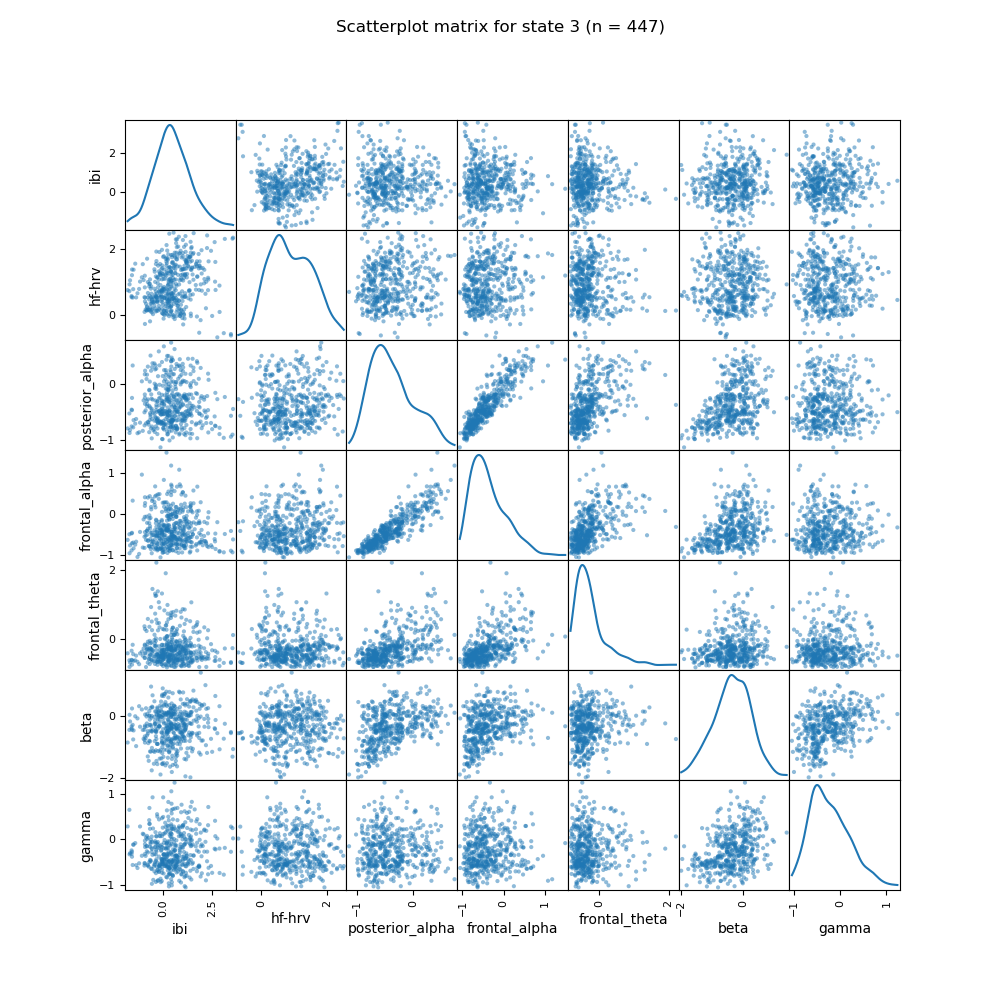 Scatterplot matrix for state 3 (n = 447)
ibi
2
0
hf-hrv
2
0
posterior_alpha
0
−1
frontal_alpha
1
0
−1
frontal_theta
2
0
beta
0
−2
gamma
1
0
−1
0.0
2.5
0
2
−1
0
−1
0
1
0
2
−2
0
−1
0
1
ibi
hf-hrv
posterior_alpha
frontal_alpha
frontal_theta
beta
gamma